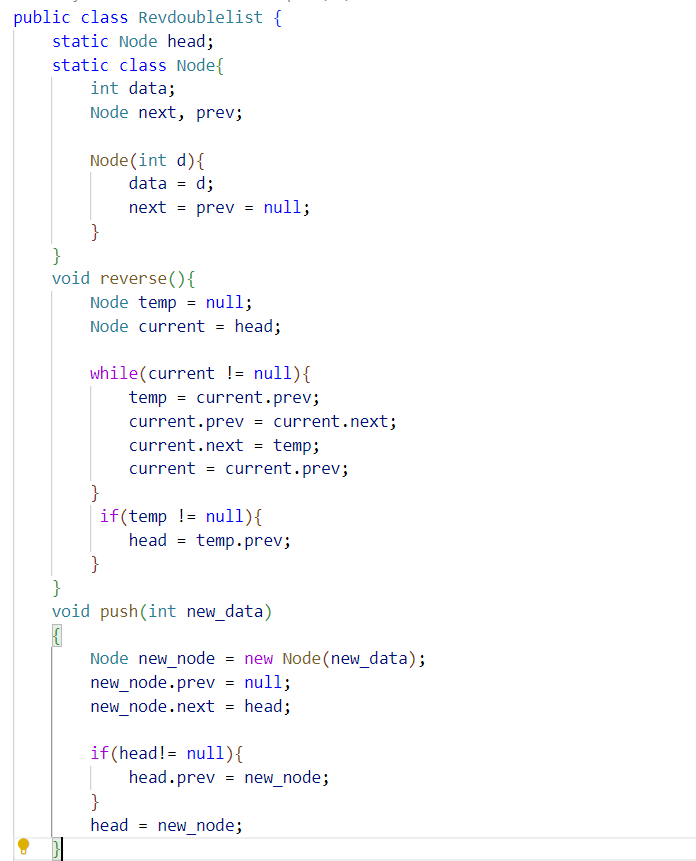 public class Revdoublelist {
    static Node head;
    static class Node{
        int data;
        Node next, prev;

        Node(int d){
            data = d;
            next = prev = null;
        }
    }
    void reverse(){
        Node temp = null;
        Node current = head;

        while(current != null){
            temp = current.prev;
            current.prev = current.next;
            current.next = temp;
            current = current.prev;
        }
         if(temp != null){
            head = temp.prev;
        }
    }
    void push(int new_data)
    {
        Node new_node = new Node(new_data);
        new_node.prev = null;
        new_node.next = head;

        if(head!= null){
            head.prev = new_node;
        }
        head = new_node;
    }